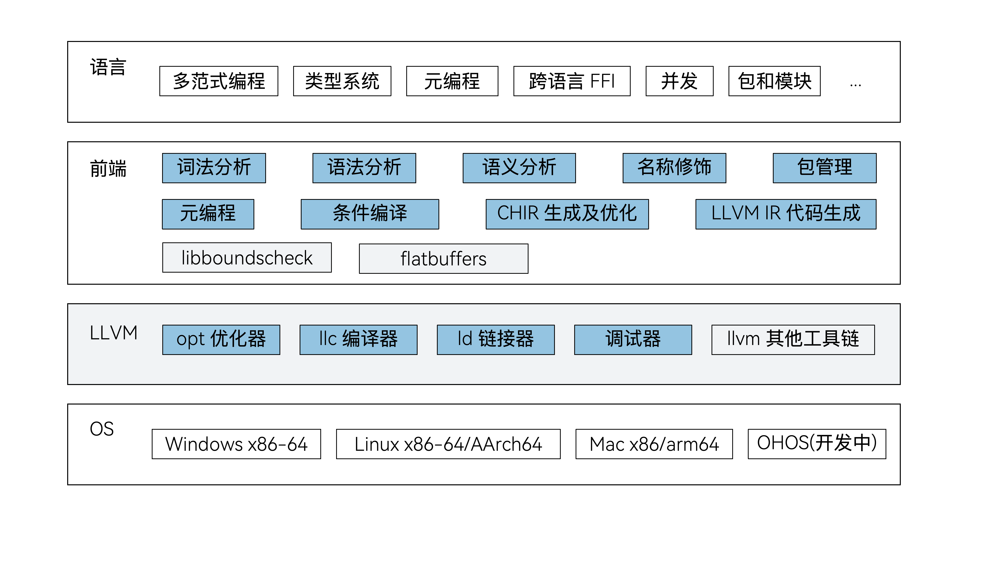 语言
多范式编程 类型系统 元编程 跨语言 FFI 并发 包和模块 ...
前端
词法分析 语法分析 语义分析 名称修饰 包管理
元编程 条件编译 CHIR 生成及优化 LLVM IR 代码生成
libboundscheck flatbuffers
LLVM
opt 优化器 llc 编译器 ld 链接器 调试器 llvm 其他工具链
OS
Windows x86-64 Linux x86-64/AArch64 Mac x86/arm64 OHOS(开发中)